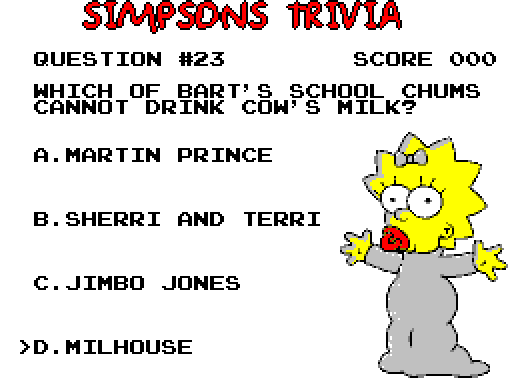 SIMPSONS TRIVIA
QUESTION #23 SCORE 000
WHICH OF BART'S SCHOOL CHUMS
CANNOT DRINK COW'S MILK?
A.MARTIN PRINCE
B.SHERRI AND TERRI
C.JIMBO JONES
>D.MILHOUSE